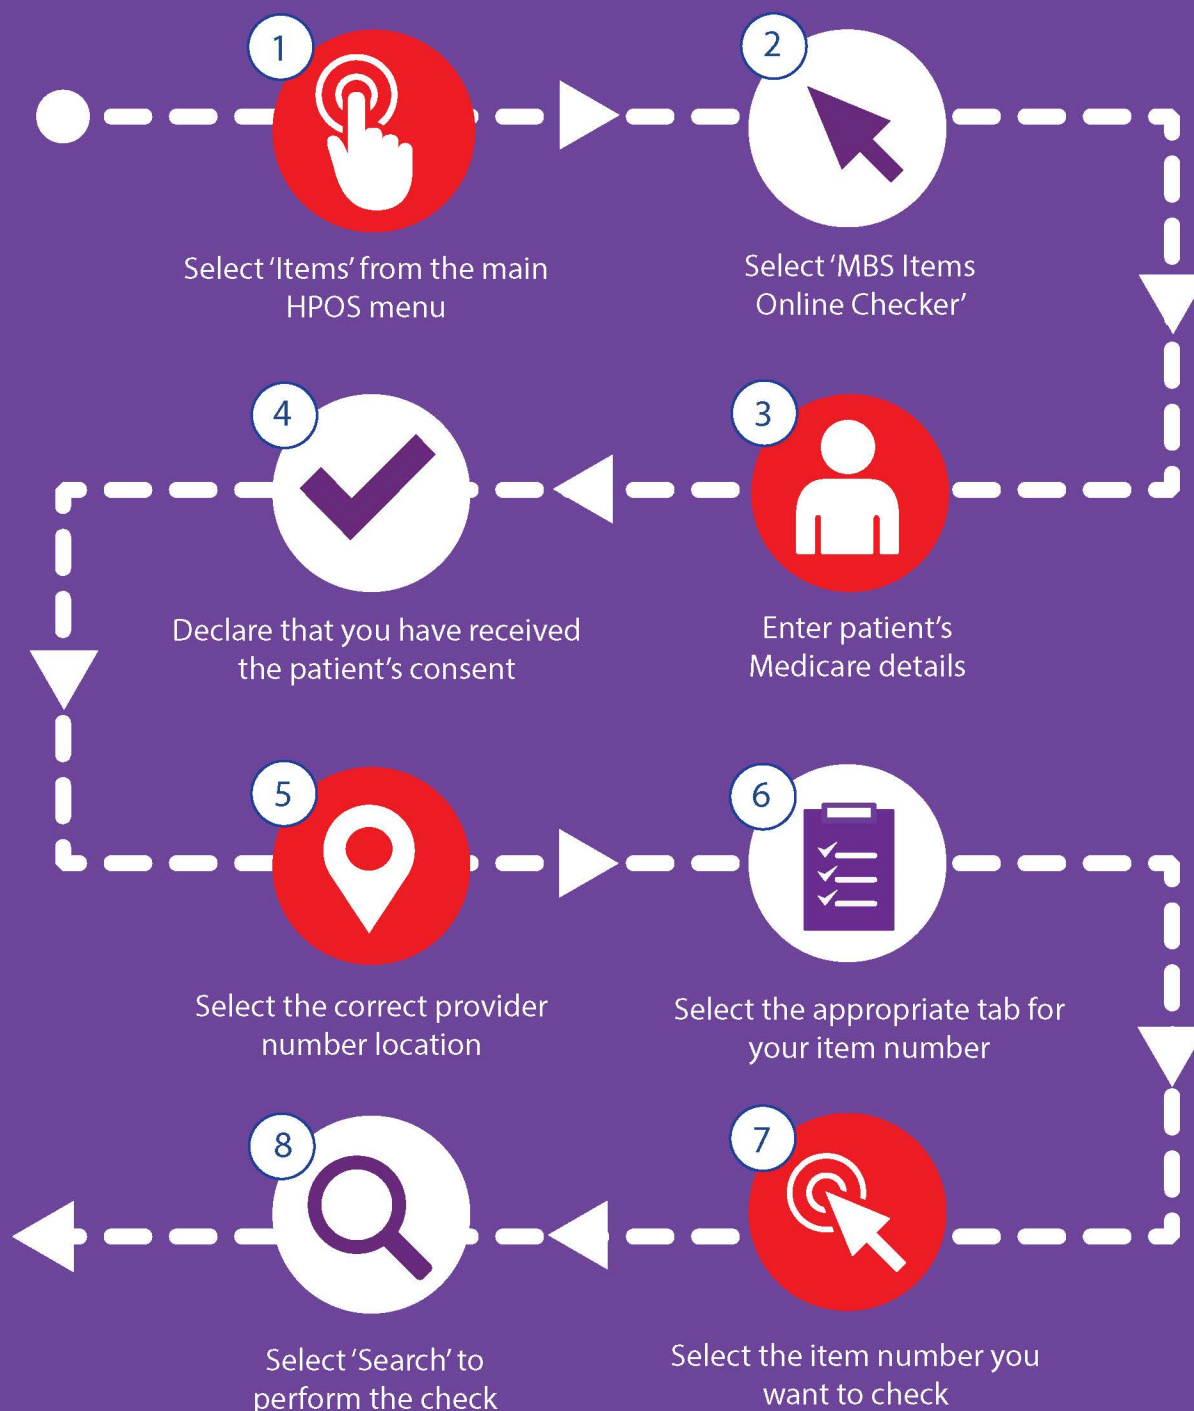 1
Select 'Items' from the main
HPOS menu
2
Select 'MBS Items
Online Checker'
3
Enter patient's
Medicare details
4
Declare that you have received
the patient's consent
5
Select the correct provider
number location
6
Select the appropriate tab for
your item number
7
Select the item number you
want to check
8
Select 'Search' to
perform the check